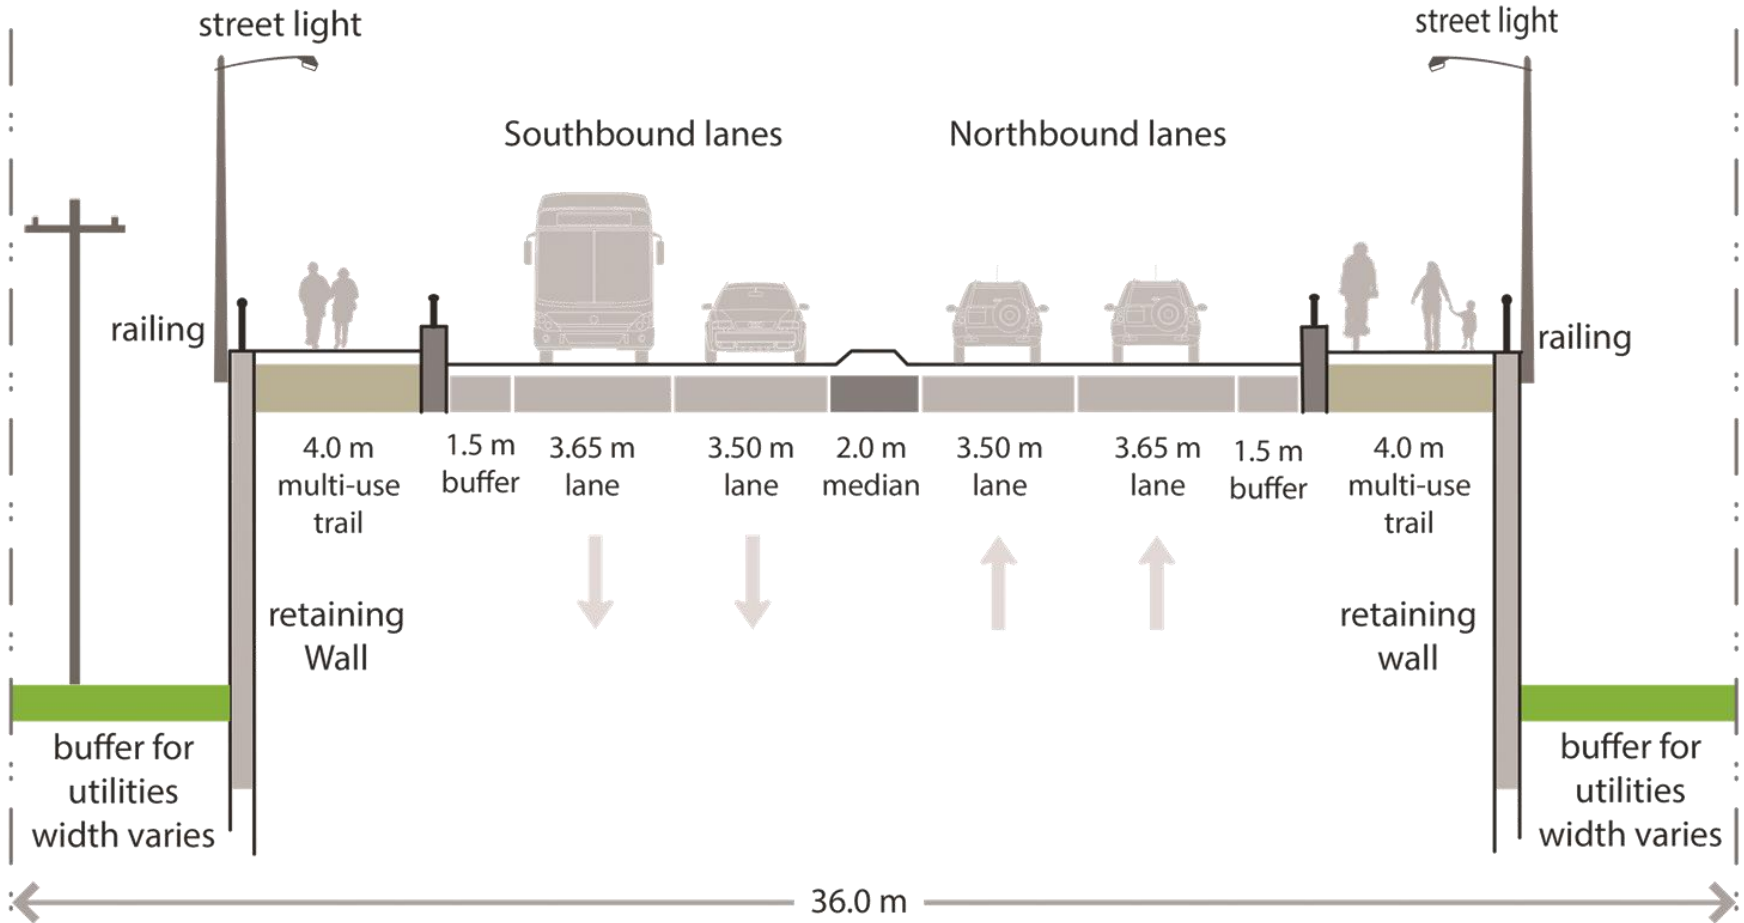 street light
street light
Southbound lanes
Northbound lanes
railing
railing
4.0 m
multi-use
trail
1.5 m
buffer
3.65 m
lane
3.50 m
lane
2.0 m
median
3.50 m
lane
3.65 m
lane
1.5 m
buffer
4.0 m
multi-use
trail
retaining
Wall
retaining
wall
buffer for
utilities
width varies
buffer for
utilities
width varies
36.0 m